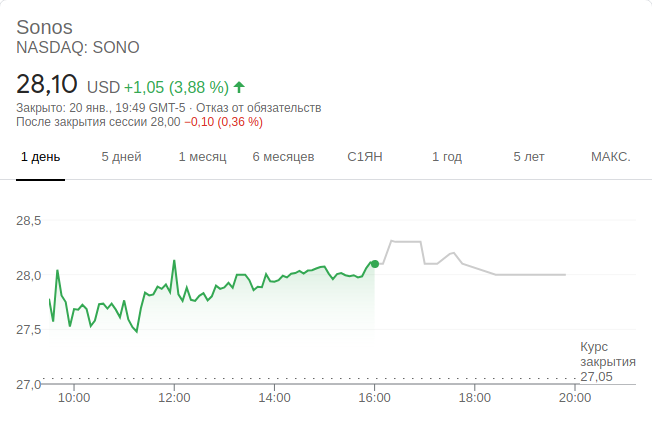 Sonos
NASDAQ: SONO
28,10 USD +1,05 (3,88 %)
Закрыто: 20 янв., 19:49 GMT-5 · Отказ от обязательств
После закрытия сессии 28,00 −0,10 (0,36 %)
1 день 5 дней 1 месяц 6 месяцев С1ЯН 1 год 5 лет МАКС.
28,5
28,0
27,5
Курс
закрытия
27,05
27,0
10:00 12:00 14:00 16:00 18:00 20:00